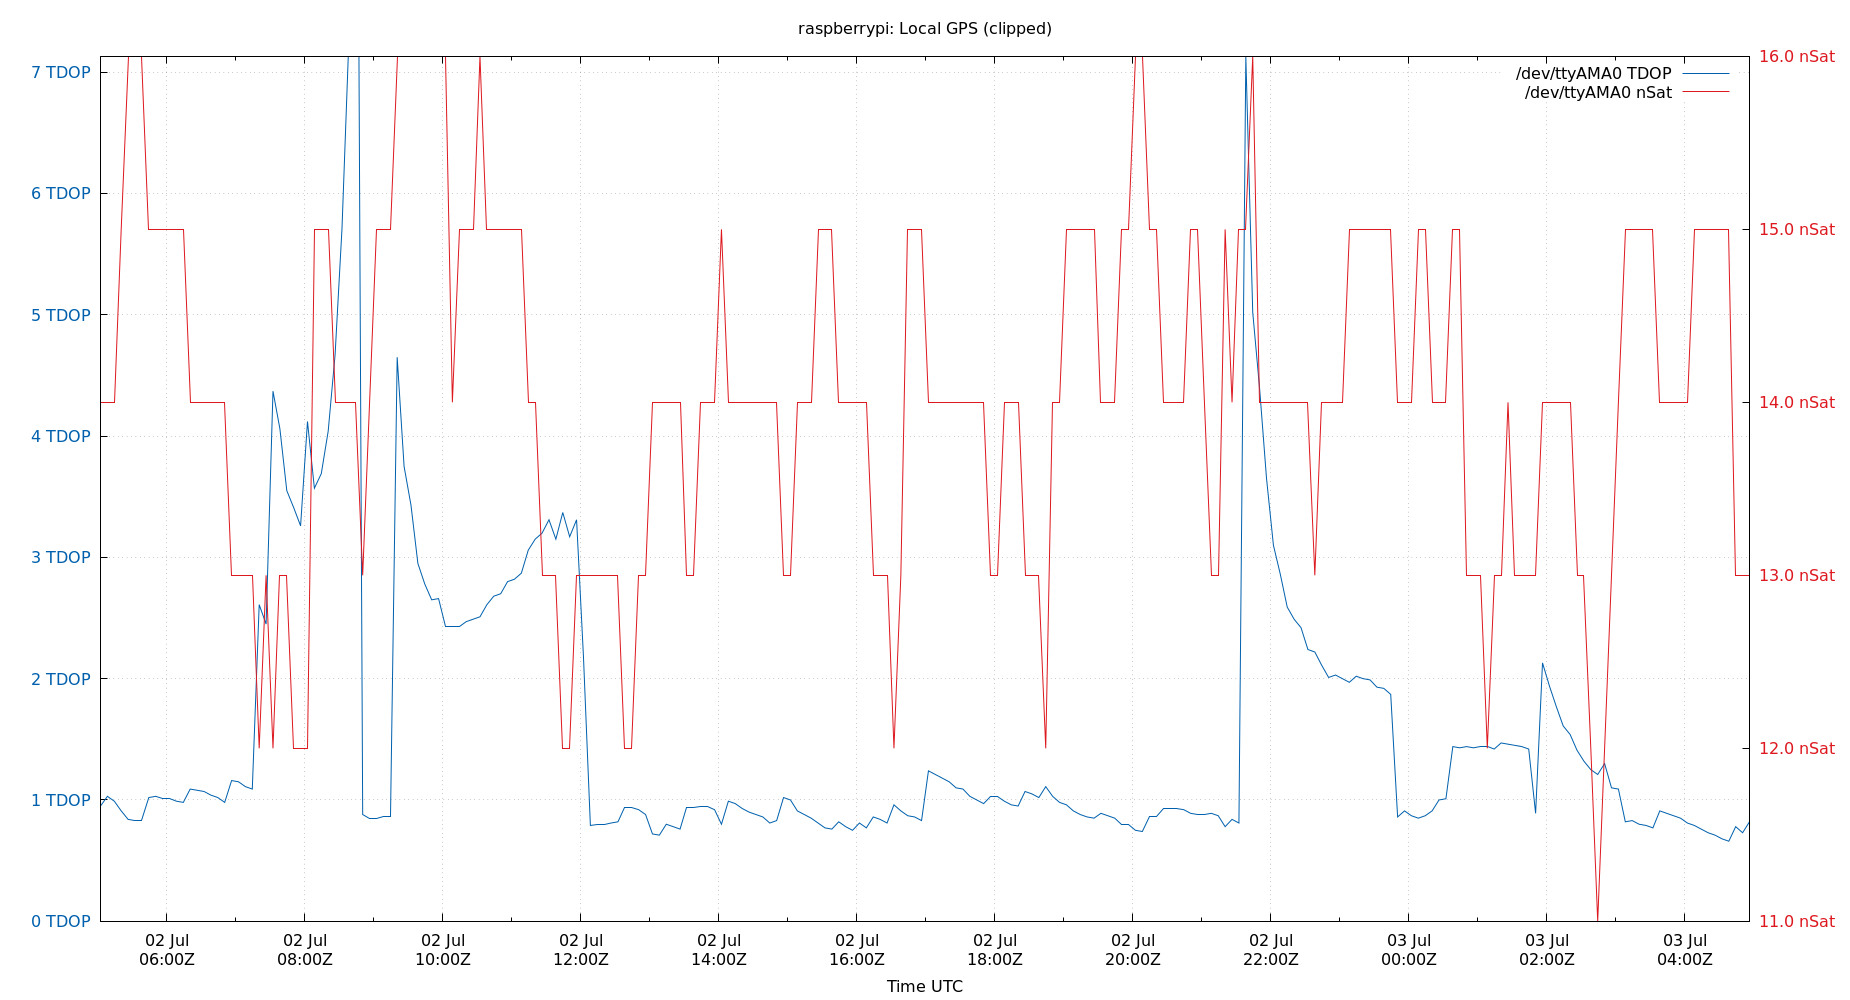 raspberrypi: Local GPS (clipped)
/dev/ttyAMA0 TDOP
/dev/ttyAMA0 nSat
7 TDOP
6 TDOP
5 TDOP
4 TDOP
3 TDOP
2 TDOP
1 TDOP
0 TDOP
16.0 nSat
15.0 nSat
14.0 nSat
13.0 nSat
12.0 nSat
11.0 nSat
02 Jul
06:00Z
02 Jul
08:00Z
02 Jul
10:00Z
02 Jul
12:00Z
02 Jul
14:00Z
02 Jul
16:00Z
02 Jul
18:00Z
02 Jul
20:00Z
02 Jul
22:00Z
03 Jul
00:00Z
03 Jul
02:00Z
03 Jul
04:00Z
Time UTC